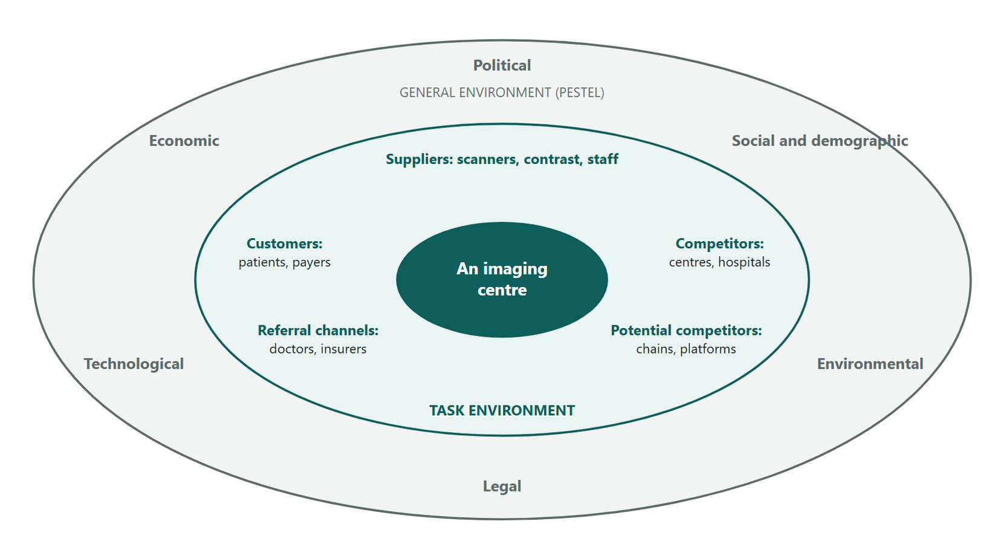 Political
GENERAL ENVIRONMENT (PESTEL)
Economic
Social and demographic
Suppliers: scanners, contrast, staff
Customers:
patients, payers
Competitors:
centres, hospitals
An imaging
centre
Referral channels:
doctors, insurers
Potential competitors:
chains, platforms
Technological
Environmental
TASK ENVIRONMENT
Legal